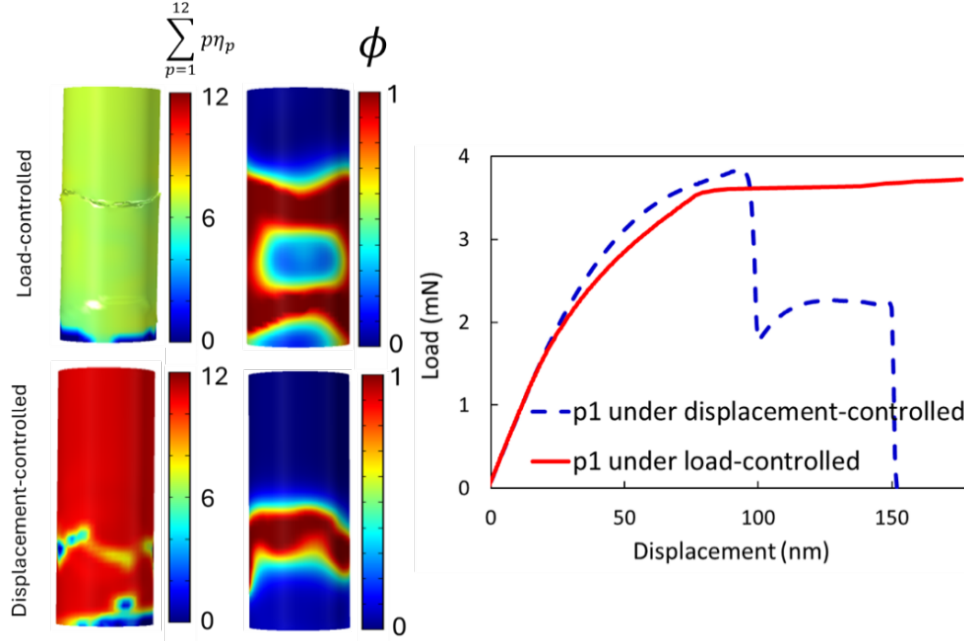 12
∑ pηp
p=1
ϕ
Load-controlled
12
6
0
1
0
Displacement-controlled
12
6
0
1
0
4
3
2
1
0
Load (mN)
p1 under displacement-controlled
p1 under load-controlled
0
50
100
150
Displacement (nm)